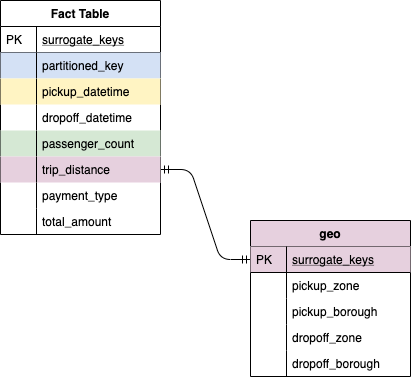 Fact Table
PK surrogate_keys
partitioned_key
pickup_datetime
dropoff_datetime
passenger_count
trip_distance
payment_type
total_amount
geo
PK surrogate_keys
pickup_zone
pickup_borough
dropoff_zone
dropoff_borough